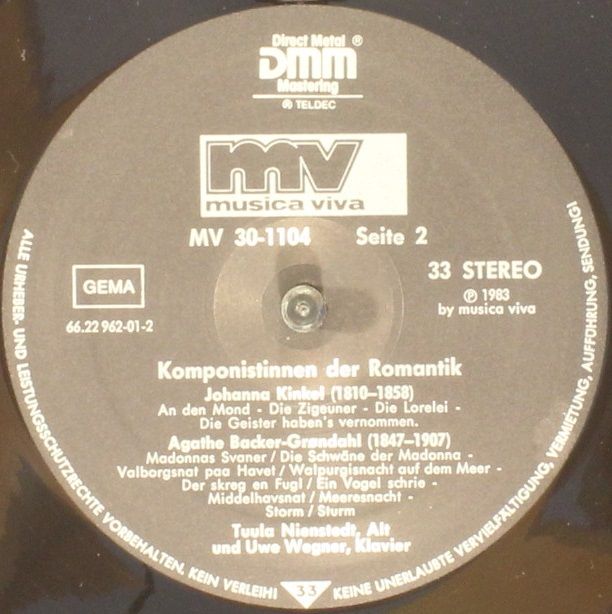 Direct Metal ®
DMM
Mastering
℗ TELDEC
mv
musica viva
MV 30-1104 Seite 2
33 STEREO
GEMA
℗ 1983
by musica viva
66.22 962-01-2
Komponistinnen der Romantik
Johanna Kinkel (1810–1858)
An den Mond - Die Zigeuner - Die Lorelei -
Die Geister haben's vernommen.
Agathe Backer-Grøndahl (1847–1907)
Madonnas Svaner / Die Schwäne der Madonna -
Valborgsnat paa Havet / Walpurgisnacht auf dem Meer -
Der skreg en Fugl / Ein Vogel schrie -
Middelhavsnat / Meeresnacht -
Storm / Sturm
Tuula Nienstedt, Alt
und Uwe Wegner, Klavier
ALLE URHEBER- UND LEISTUNGSSCHUTZRECHTE VORBEHALTEN. KEIN VERLEIH! KEINE UNERLAUBTE VERVIELFÄLTIGUNG, VERMIETUNG, AUFFÜHRUNG, SENDUNG!
33